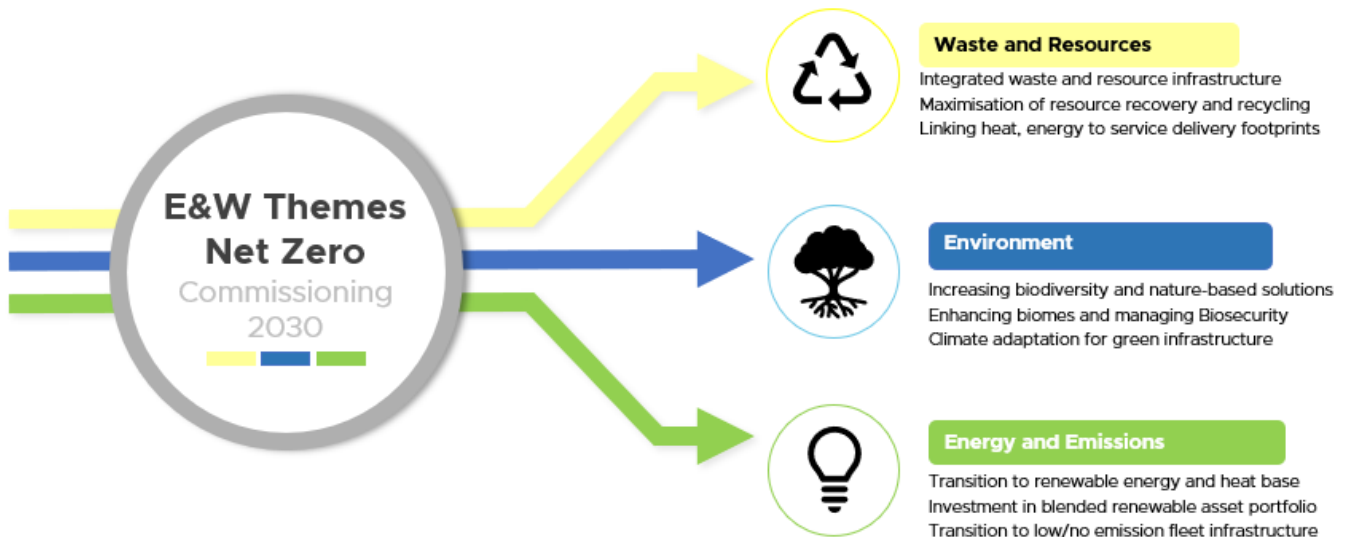 E&W Themes
Net Zero
Commissioning
2030
Waste and Resources
Integrated waste and resource infrastructure
Maximisation of resource recovery and recycling
Linking heat, energy to service delivery footprints
Environment
Increasing biodiversity and nature-based solutions
Enhancing biomes and managing Biosecurity
Climate adaptation for green infrastructure
Energy and Emissions
Transition to renewable energy and heat base
Investment in blended renewable asset portfolio
Transition to low/no emission fleet infrastructure